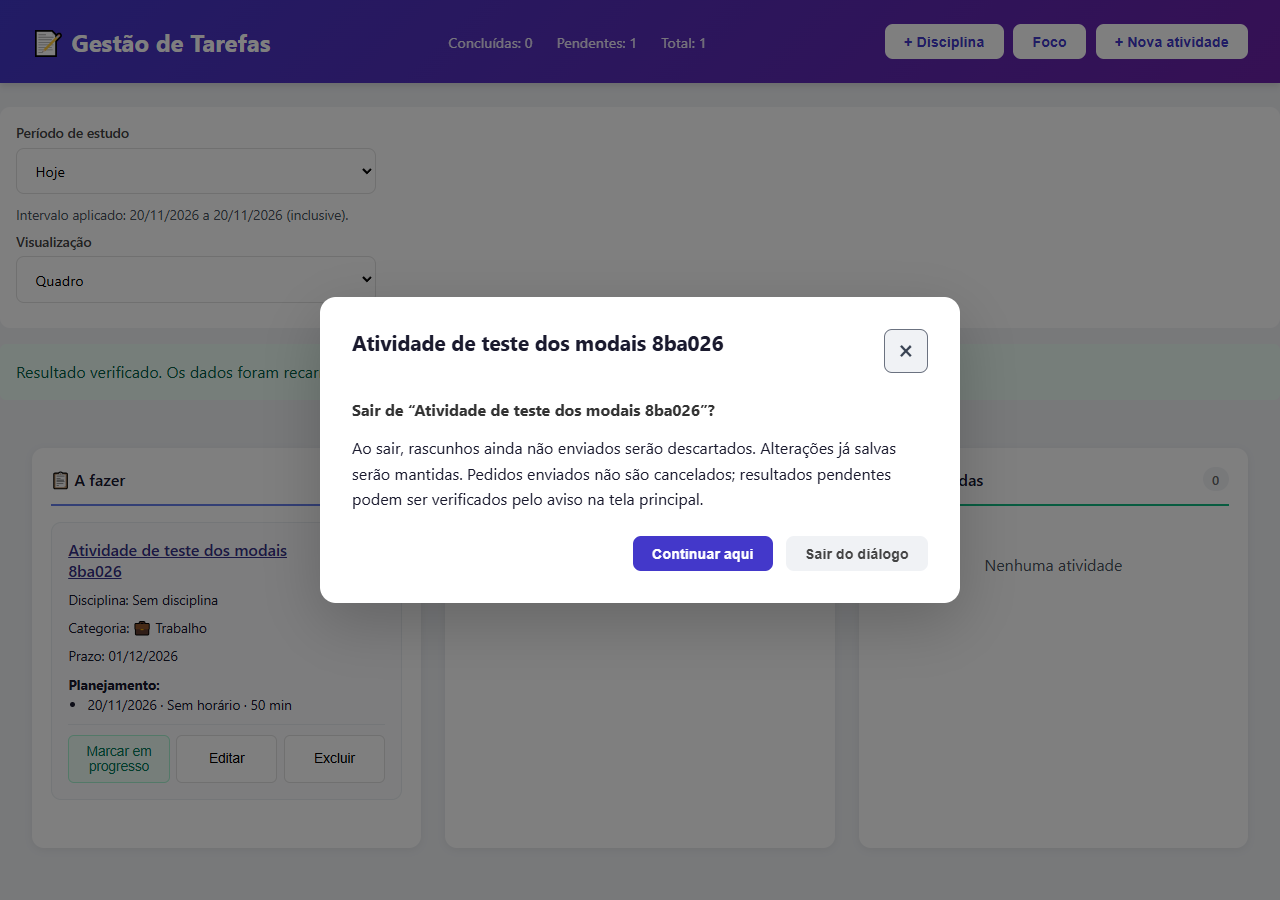 Gestão de Tarefas
Concluídas: 0
Pendentes: 1
Total: 1
+ Disciplina
Foco
+ Nova atividade
Período de estudo
Hoje
Intervalo aplicado: 20/11/2026 a 20/11/2026 (inclusive).
Visualização
Quadro
Resultado verificado. Os dados foram
Atividade de teste dos modais 8ba026
×
Sair de “Atividade de teste dos modais 8ba026”?
Ao sair, rascunhos ainda não enviados serão descartados. Alterações já salvas
serão mantidas. Pedidos enviados não são cancelados; resultados pendentes
podem ser verificados pelo aviso na tela principal.
Continuar aqui
Sair do diálogo
A fazer
Atividade de teste dos modais
8ba026
Disciplina: Sem disciplina
Categoria: Trabalho
Prazo: 01/12/2026
Planejamento:
• 20/11/2026 · Sem horário · 50 min
Marcar em
progresso
Editar
Excluir
0
Nenhuma atividade